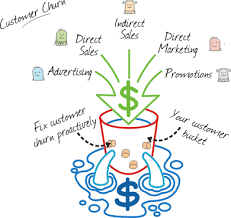 Customer Churn
Indirect
Sales
Direct
Sales
Direct
Marketing
Advertising
Promotions
$
Fix customer
churn proactively
Your customer
bucket
$